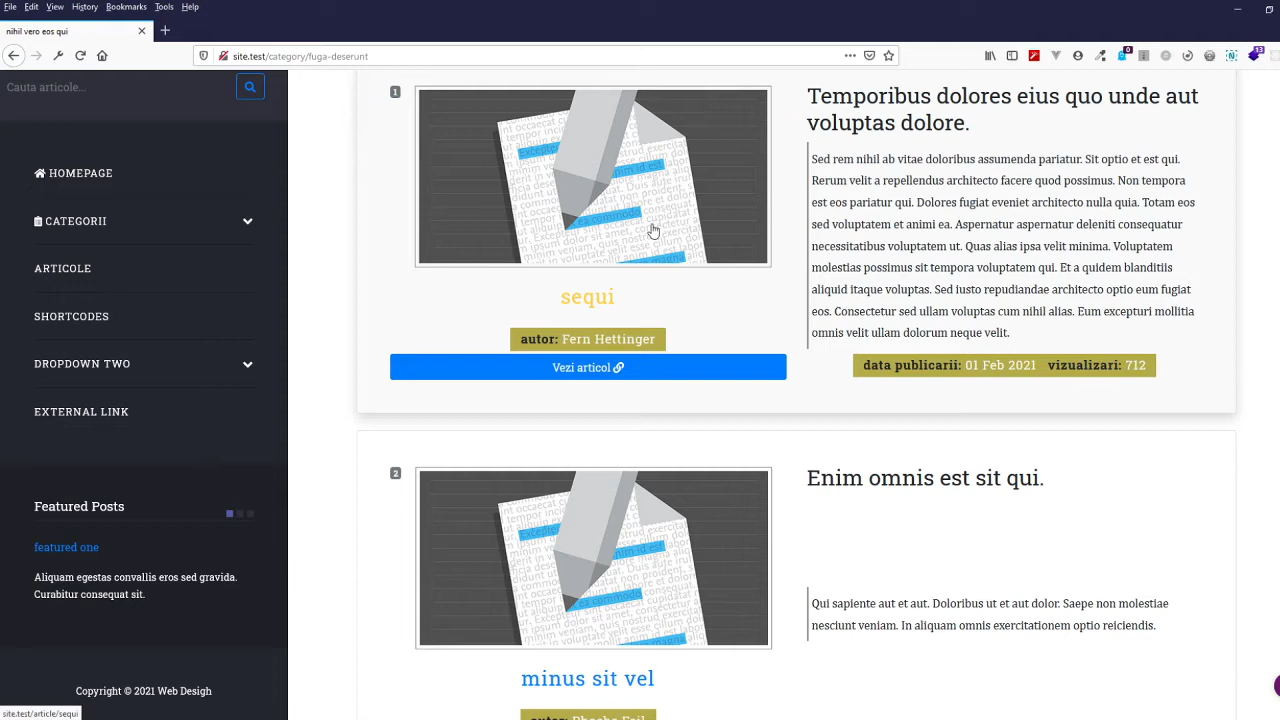 File Edit View History Bookmarks Tools Help
nihil vero eos qui
site.test/category/fuga-deserunt
0
13
Cauta articole...
HOMEPAGE
CATEGORII
ARTICOLE
SHORTCODES
DROPDOWN TWO
EXTERNAL LINK
Featured Posts
featured one
Aliquam egestas convallis eros sed gravida.
Curabitur consequat sit.
Copyright © 2021 Web Desigh
site.test/article/sequi
1
sequi
autor: Fern Hettinger
Vezi articol
Temporibus dolores eius quo unde aut
voluptas dolore.
Sed rem nihil ab vitae doloribus assumenda pariatur. Sit optio et est qui.
Rerum velit a repellendus architecto facere quod possimus. Non tempora
est eos pariatur qui. Dolores fugiat eveniet architecto nulla quia. Totam eos
sed voluptatem et animi ea. Aspernatur aspernatur deleniti consequatur
necessitatibus voluptatem ut. Quas alias ipsa velit minima. Voluptatem
molestias possimus sit tempora voluptatem qui. Et a quidem blanditiis
aliquid itaque voluptas. Sed iusto repudiandae architecto optio eum fugiat
eos. Consectetur sed ullam voluptas cum nihil alias. Eum excepturi mollitia
omnis velit ullam dolorum neque velit.
data publicarii: 01 Feb 2021 vizualizari: 712
2
minus sit vel
Enim omnis est sit qui.
Qui sapiente aut et aut. Doloribus ut et aut dolor. Saepe non molestiae
nesciunt veniam. In aliquam omnis exercitationem optio reiciendis.